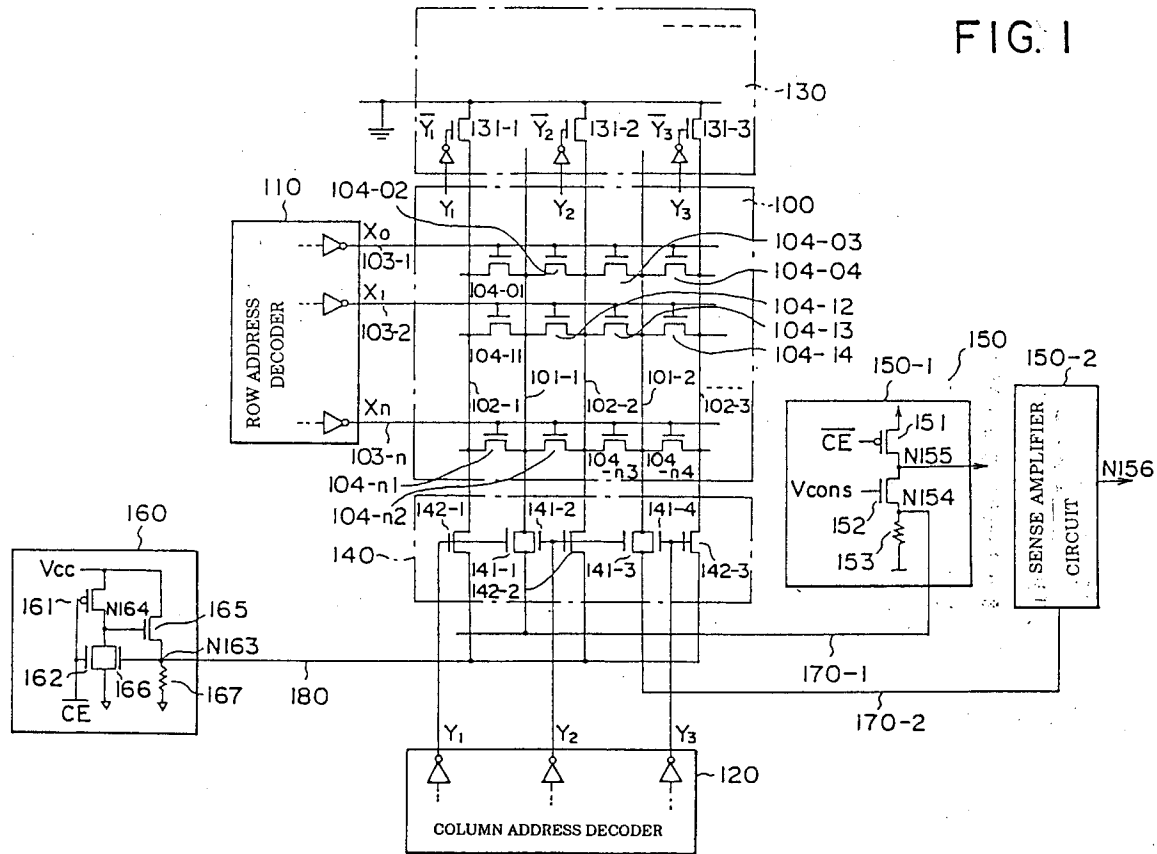 FIG. 1
130
Y̅1 131-1 Y̅2 131-2 Y̅3 131-3
110
104-02
Y1 Y2 Y3
100
X0
103-1
104-03
104-04
104-01
X1
103-2
104-12
104-13
104-14
104-11
ROW ADDRESS
DECODER
150
150-1
150-2
101-1 101-2
102-1 102-2 102-3
Xn
103-n
C̅E̅
151
N155
Vcons
N154
152
153
SENSE AMPLIFIER
CIRCUIT
N156
104-n1
104-n2
104
-n3
104
-n4
142-1 141-2 141-4
140
141-1
142-2
141-3
142-3
160
Vcc
161
N164
165
N163
162
166
167
C̅E̅
180
170-1
170-2
Y1 Y2 Y3
120
COLUMN ADDRESS DECODER